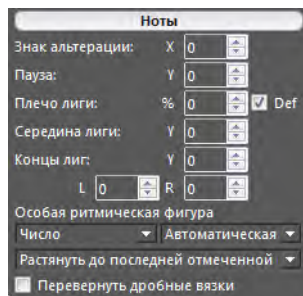 Ноты
Знак альтерации: X 0
Пауза: Y 0
Плечо лиги: % 0 Def
Середина лиги: Y 0
Концы лиг: Y 0
L 0 R 0
Особая ритмическая фигура
Число Автоматическая
Растянуть до последней отмеченной
Перевернуть дробные вязки